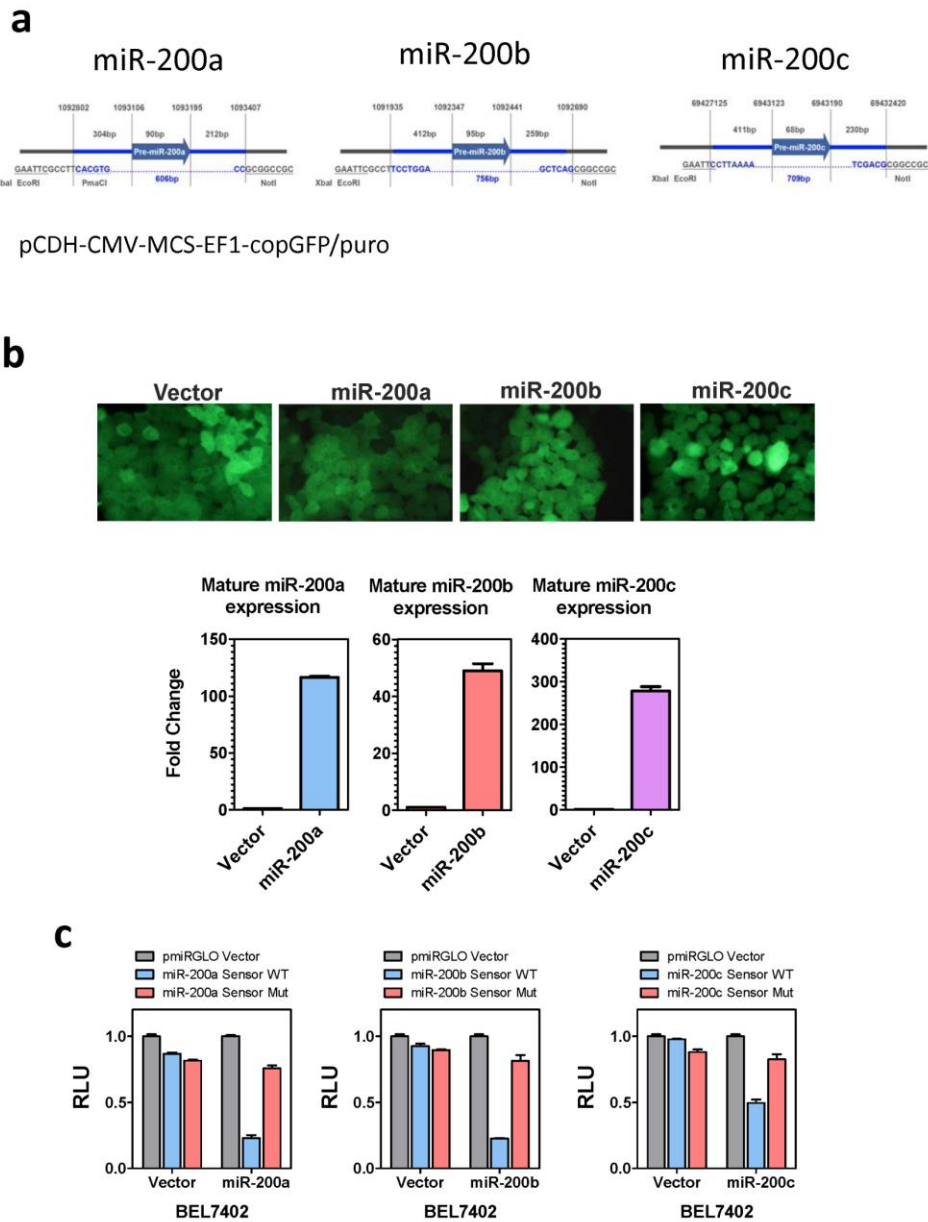 a
miR-200a
miR-200b
miR-200c
1092802 1093106 1093195 1093407
304bp 90bp 212bp
Pre-miR-200a
GAATTCGCCTTCACGTG CCGCGGCCGC
XbaI EcoRI PmaCI 606bp NotI
1091935 1092347 1092441 1092690
412bp 95bp 259bp
Pre-miR-200b
GAATTCGCCTTCCTGGA GCTCAGCGGCCGC
XbaI EcoRI 756bp NotI
69427125 6943123 6943190 69432420
411bp 68bp 230bp
Pre-miR-200c
GAATTCCTTAAAA TCGACGCGGCCGC
XbaI EcoRI 709bp NotI
pCDH-CMV-MCS-EF1-copGFP/puro
b
Vector
miR-200a
miR-200b
miR-200c
Mature miR-200a
expression
Fold Change
150
100
50
0
Vector
miR-200a
Mature miR-200b
expression
60
40
20
0
Vector
miR-200b
Mature miR-200c
expression
400
300
200
100
0
Vector
miR-200c
c
pmiRGLO Vector
miR-200a Sensor WT
miR-200a Sensor Mut
RLU
1.0
0.5
0.0
Vector miR-200a
BEL7402
pmiRGLO Vector
miR-200b Sensor WT
miR-200b Sensor Mut
RLU
1.0
0.5
0.0
Vector miR-200b
BEL7402
pmiRGLO Vector
miR-200c Sensor WT
miR-200c Sensor Mut
RLU
1.0
0.5
0.0
Vector miR-200c
BEL7402